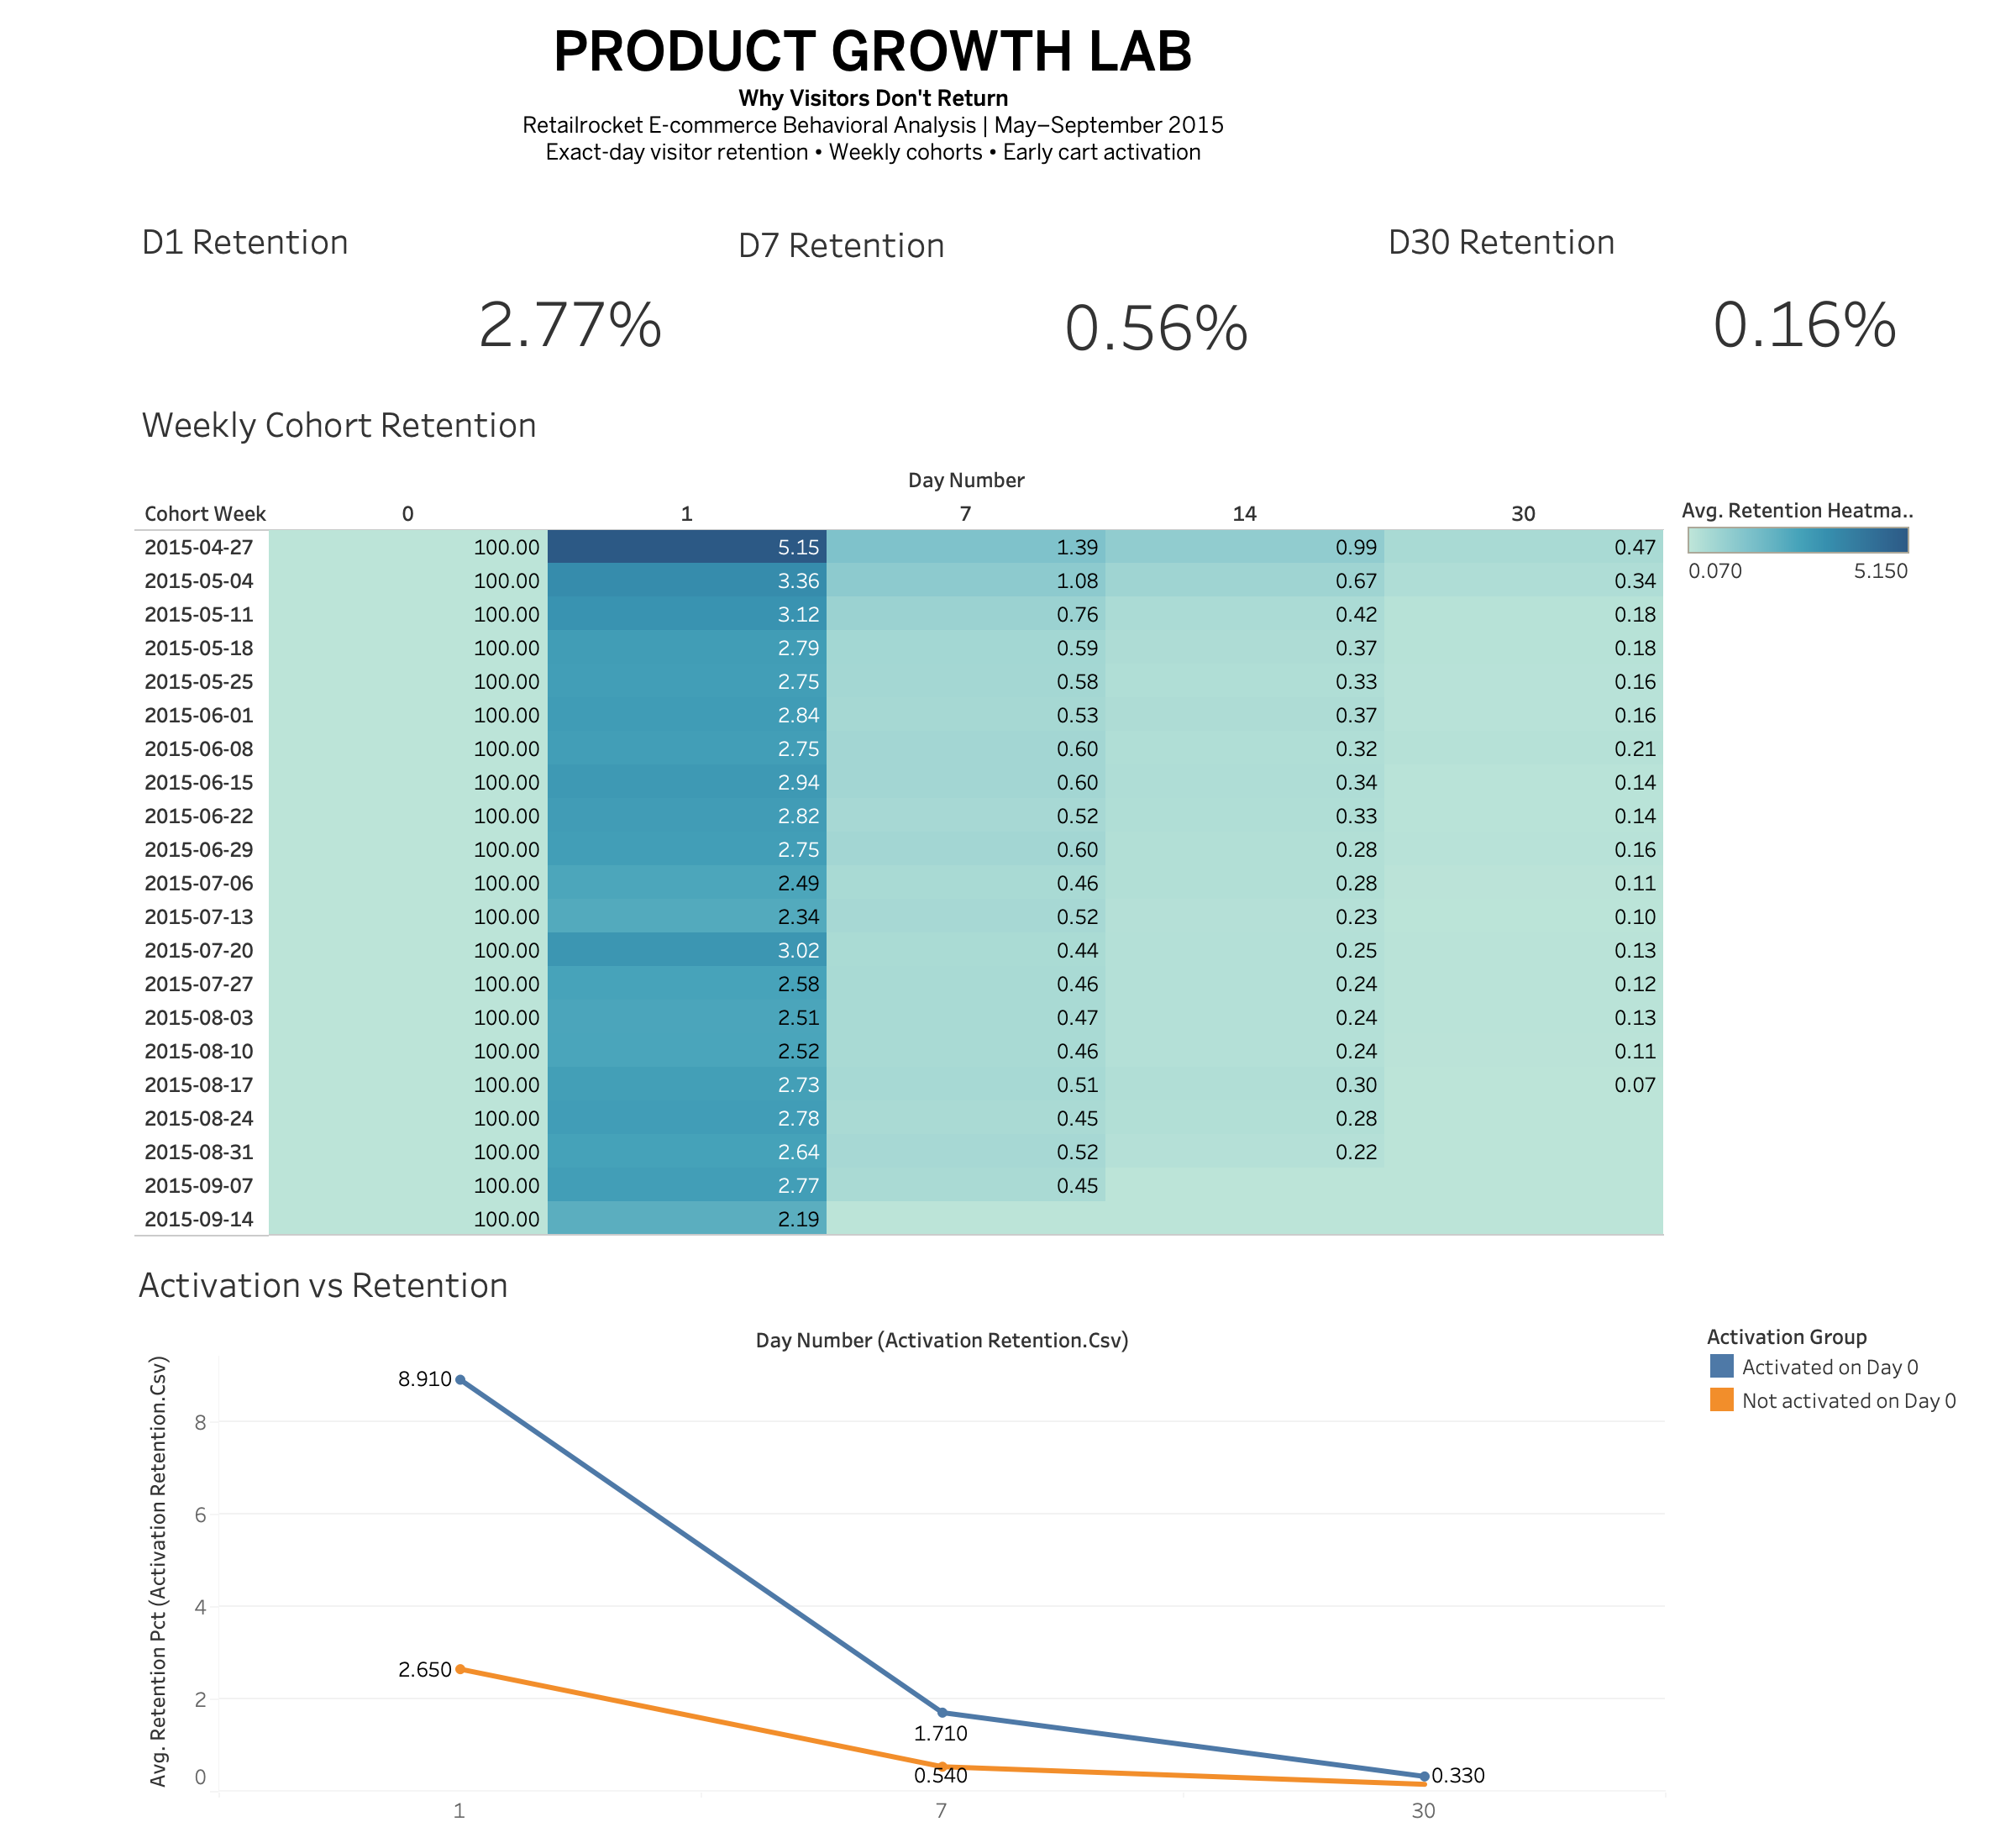 PRODUCT GROWTH LAB
Why Visitors Don't Return
Retailrocket E-commerce Behavioral Analysis | May–September 2015
Exact-day visitor retention • Weekly cohorts • Early cart activation
D1 Retention
2.77%
D7 Retention
0.56%
D30 Retention
0.16%
Weekly Cohort Retention
Day Number
Cohort Week 0 1 7 14 30
2015-04-27 100.00 5.15 1.39 0.99 0.47
2015-05-04 100.00 3.36 1.08 0.67 0.34
2015-05-11 100.00 3.12 0.76 0.42 0.18
2015-05-18 100.00 2.79 0.59 0.37 0.18
2015-05-25 100.00 2.75 0.58 0.33 0.16
2015-06-01 100.00 2.84 0.53 0.37 0.16
2015-06-08 100.00 2.75 0.60 0.32 0.21
2015-06-15 100.00 2.94 0.60 0.34 0.14
2015-06-22 100.00 2.82 0.52 0.33 0.14
2015-06-29 100.00 2.75 0.60 0.28 0.16
2015-07-06 100.00 2.49 0.46 0.28 0.11
2015-07-13 100.00 2.34 0.52 0.23 0.10
2015-07-20 100.00 3.02 0.44 0.25 0.13
2015-07-27 100.00 2.58 0.46 0.24 0.12
2015-08-03 100.00 2.51 0.47 0.24 0.13
2015-08-10 100.00 2.52 0.46 0.24 0.11
2015-08-17 100.00 2.73 0.51 0.30 0.07
2015-08-24 100.00 2.78 0.45 0.28
2015-08-31 100.00 2.64 0.52 0.22
2015-09-07 100.00 2.77 0.45
2015-09-14 100.00 2.19
Avg. Retention Heatma..
0.070 5.150
Activation vs Retention
Day Number (Activation Retention.Csv)
Avg. Retention Pct (Activation Retention.Csv)
8
6
4
2
0
8.910
2.650
1.710
0.540
0.330
1 7 30
Activation Group
Activated on Day 0
Not activated on Day 0